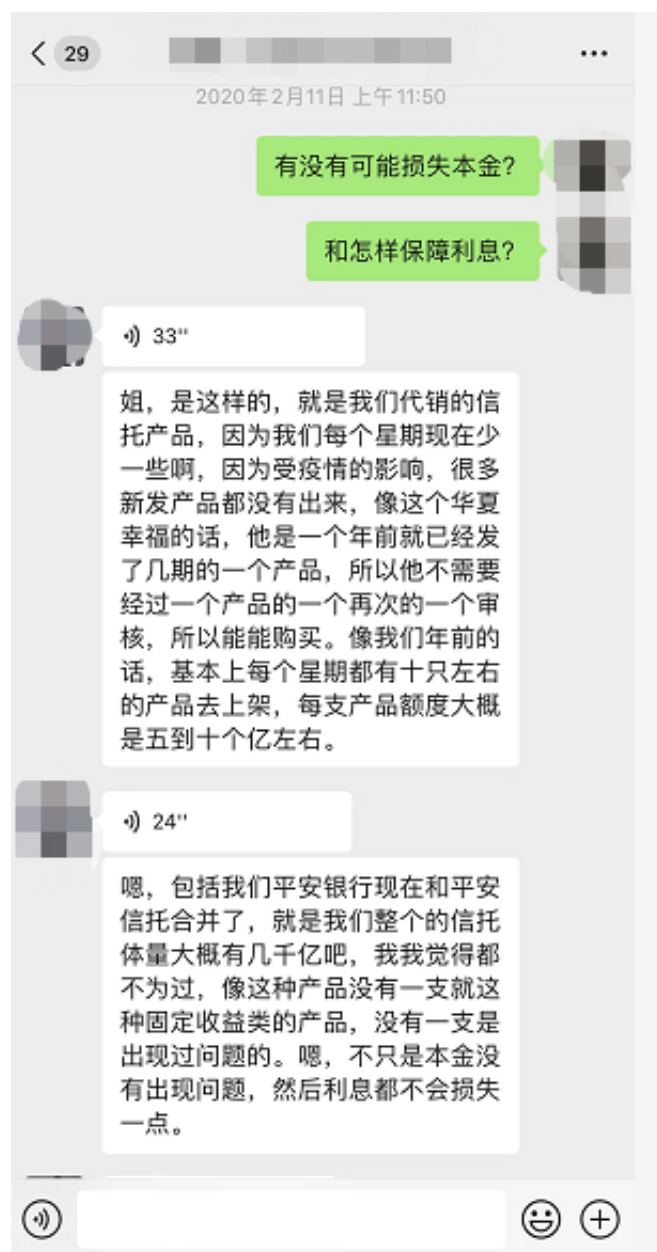 29
2020年2月11日 上午11:50
有没有可能损失本金?
和怎样保障利息?
33"
姐，是这样的，就是我们代销的信
托产品，因为我们每个星期现在少
一些啊，因为受疫情的影响，很多
新发产品都没有出来，像这个华夏
幸福的话，他是一个年前就已经发
了几期的一个产品，所以他不需要
经过一个产品的一个再次的一个审
核，所以能能购买。像我们年前的
话，基本上每个星期都有十只左右
的产品去上架，每支产品额度大概
是五到十个亿左右。
24"
嗯，包括我们平安银行现在和平安
信托合并了，就是我们整个的信托
体量大概有几千亿吧，我我觉得都
不为过，像这种产品没有一支就这
种固定收益类的产品，没有一支是
出现过问题的。嗯，不只是本金没
有出现问题，然后利息都不会损失
一点。